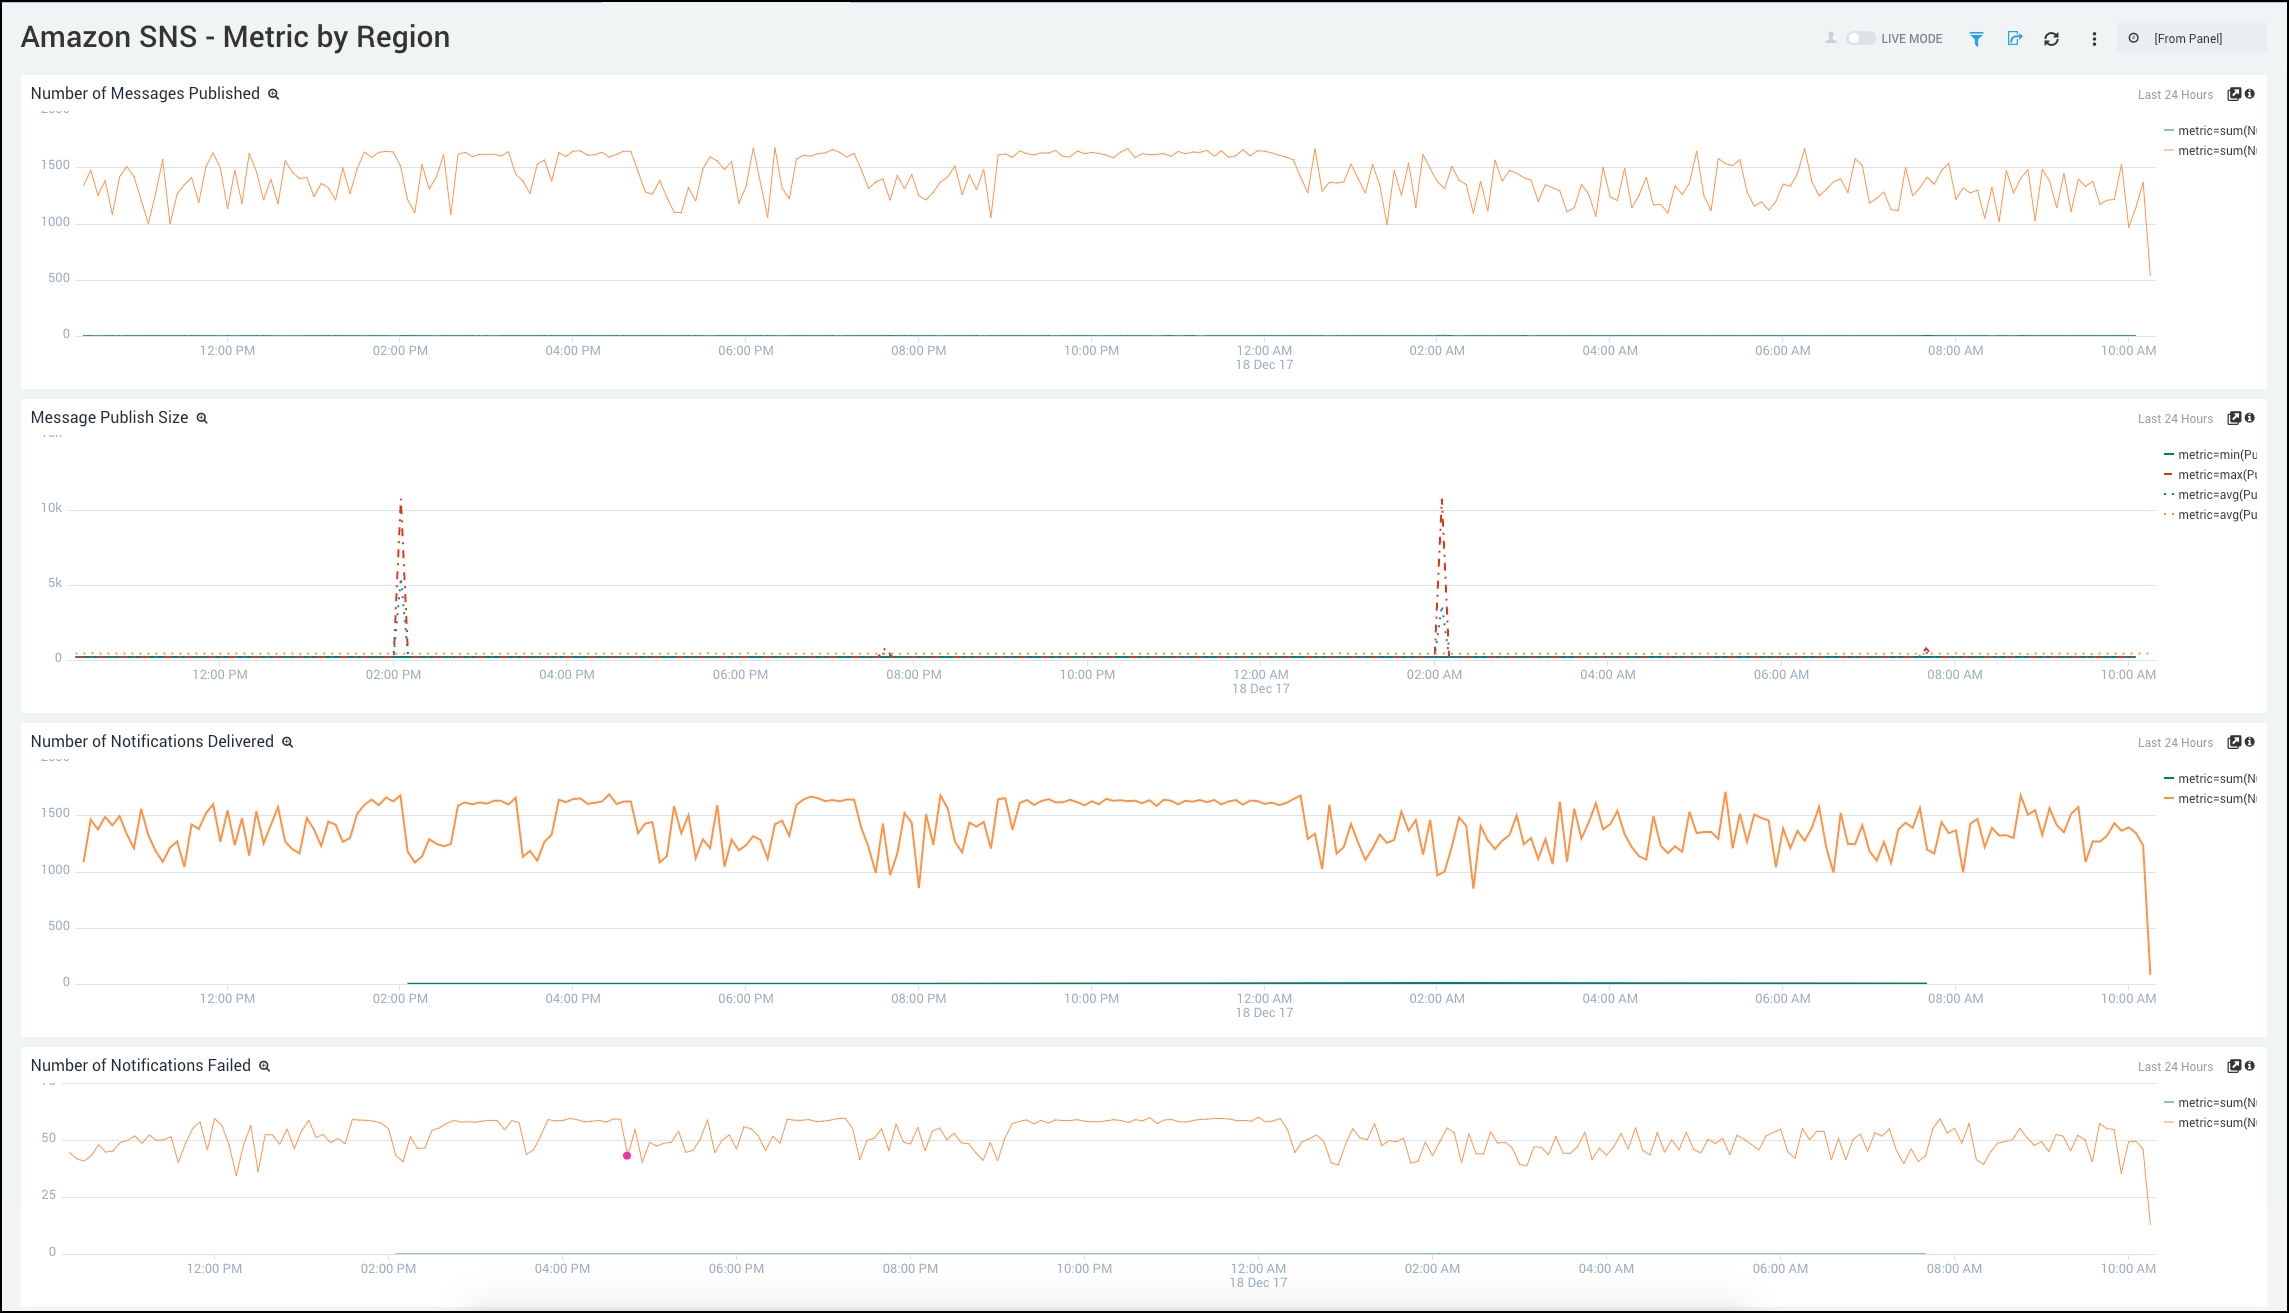 Amazon SNS - Metric by Region
LIVE MODE
[From Panel]
Number of Messages Published
Last 24 Hours
metric=sum(N
metric=sum(N
1500
1000
500
0
12:00 PM 02:00 PM 04:00 PM 06:00 PM 08:00 PM 10:00 PM 12:00 AM 02:00 AM 04:00 AM 06:00 AM 08:00 AM 10:00 AM
18 Dec 17
Message Publish Size
Last 24 Hours
metric=min(Pu
metric=max(Pu
metric=avg(Pu
metric=avg(Pu
10k
5k
0
12:00 PM 02:00 PM 04:00 PM 06:00 PM 08:00 PM 10:00 PM 12:00 AM 02:00 AM 04:00 AM 06:00 AM 08:00 AM 10:00 AM
18 Dec 17
Number of Notifications Delivered
Last 24 Hours
metric=sum(N
metric=sum(N
1500
1000
500
0
12:00 PM 02:00 PM 04:00 PM 06:00 PM 08:00 PM 10:00 PM 12:00 AM 02:00 AM 04:00 AM 06:00 AM 08:00 AM 10:00 AM
18 Dec 17
Number of Notifications Failed
Last 24 Hours
metric=sum(N
metric=sum(N
50
25
0
12:00 PM 02:00 PM 04:00 PM 06:00 PM 08:00 PM 10:00 PM 12:00 AM 02:00 AM 04:00 AM 06:00 AM 08:00 AM 10:00 AM
18 Dec 17